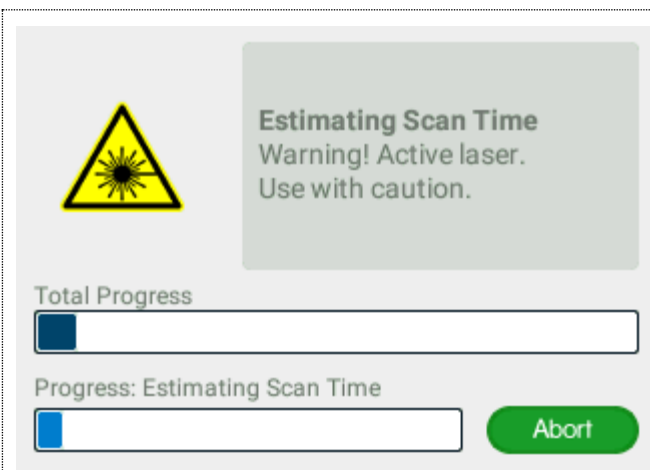 Estimating Scan Time
Warning! Active laser.
Use with caution.
Total Progress
Progress: Estimating Scan Time
Abort